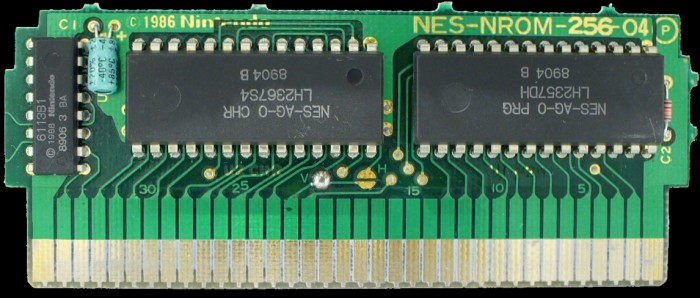 C1
+
© 1986 Nintendo
NES-NROM-256-04
P
6113B1
© 1986 Nintendo
8906 3 BA
NES-AG-0 CHR
LH2367S4
8904 B
NES-AG-0 PRG
LH2357DH
8904 B
C2
30
25
V
H
15
10
5